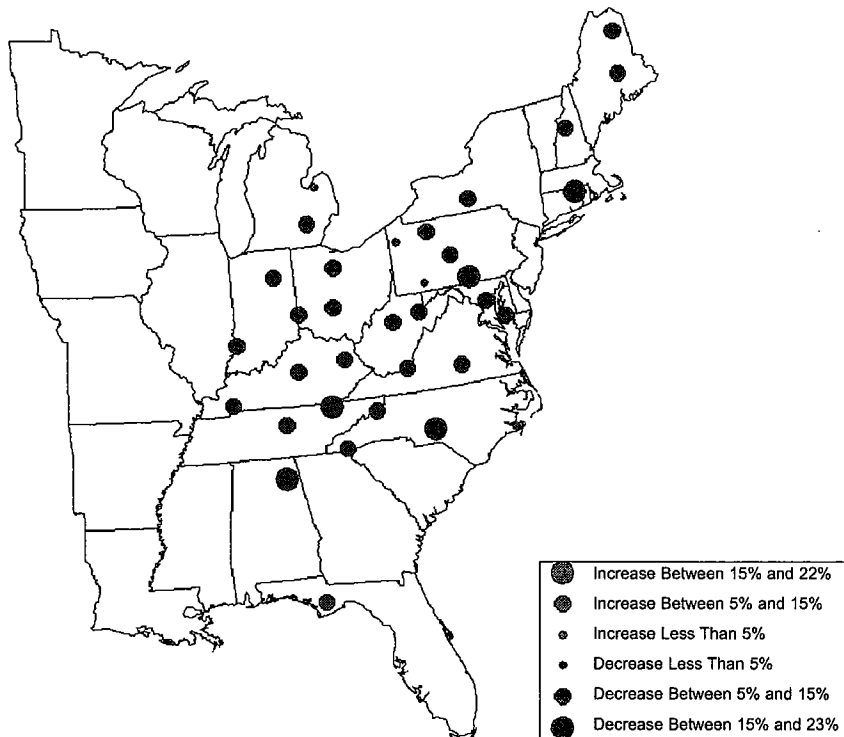 Increase Between 15% and 22%
Increase Between 5% and 15%
Increase Less Than 5%
Decrease Less Than 5%
Decrease Between 5% and 15%
Decrease Between 15% and 23%